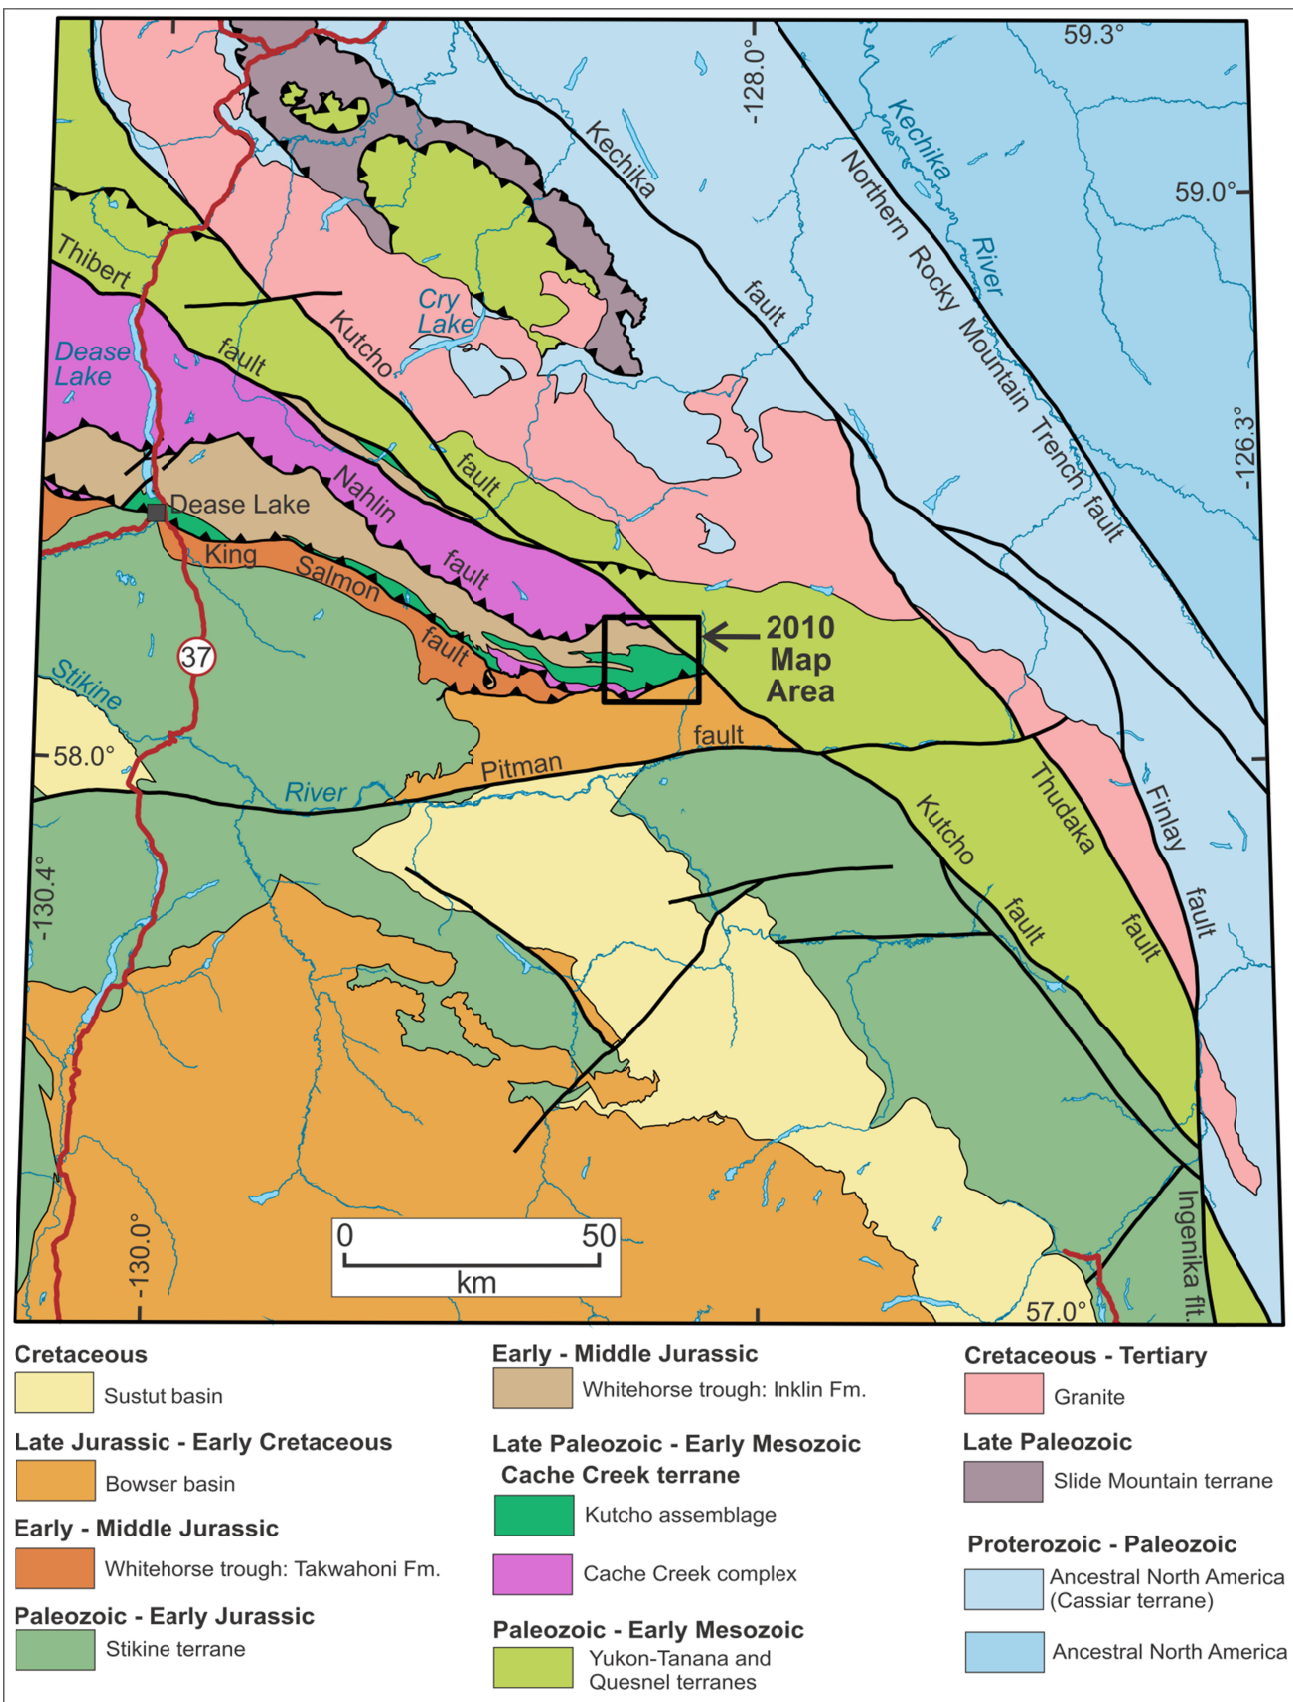 59.3°
-128.0°
Kechika
Kechika
River
59.0°
Northern Rocky Mountain Trench fault
fault
Thibert
fault
Cry
Lake
Kutcho
fault
Dease
Lake
-126.3°
Nahlin
fault
Dease Lake
King
Salmon
fault
2010
Map
Area
37
Stikine
River
58.0°
Pitman
fault
Kutcho
fault
Thudaka
fault
Finlay
fault
-130.4°
Ingenika flt.
-130.0°
0 50
km
57.0°
Cretaceous
Sustut basin
Late Jurassic - Early Cretaceous
Bowser basin
Early - Middle Jurassic
Whitehorse trough: Takwahoni Fm.
Paleozoic - Early Jurassic
Stikine terrane
Early - Middle Jurassic
Whitehorse trough: Inklin Fm.
Late Paleozoic - Early Mesozoic
Cache Creek terrane
Kutcho assemblage
Cache Creek complex
Paleozoic - Early Mesozoic
Yukon-Tanana and
Quesnel terranes
Cretaceous - Tertiary
Granite
Late Paleozoic
Slide Mountain terrane
Proterozoic - Paleozoic
Ancestral North America
(Cassiar terrane)
Ancestral North America